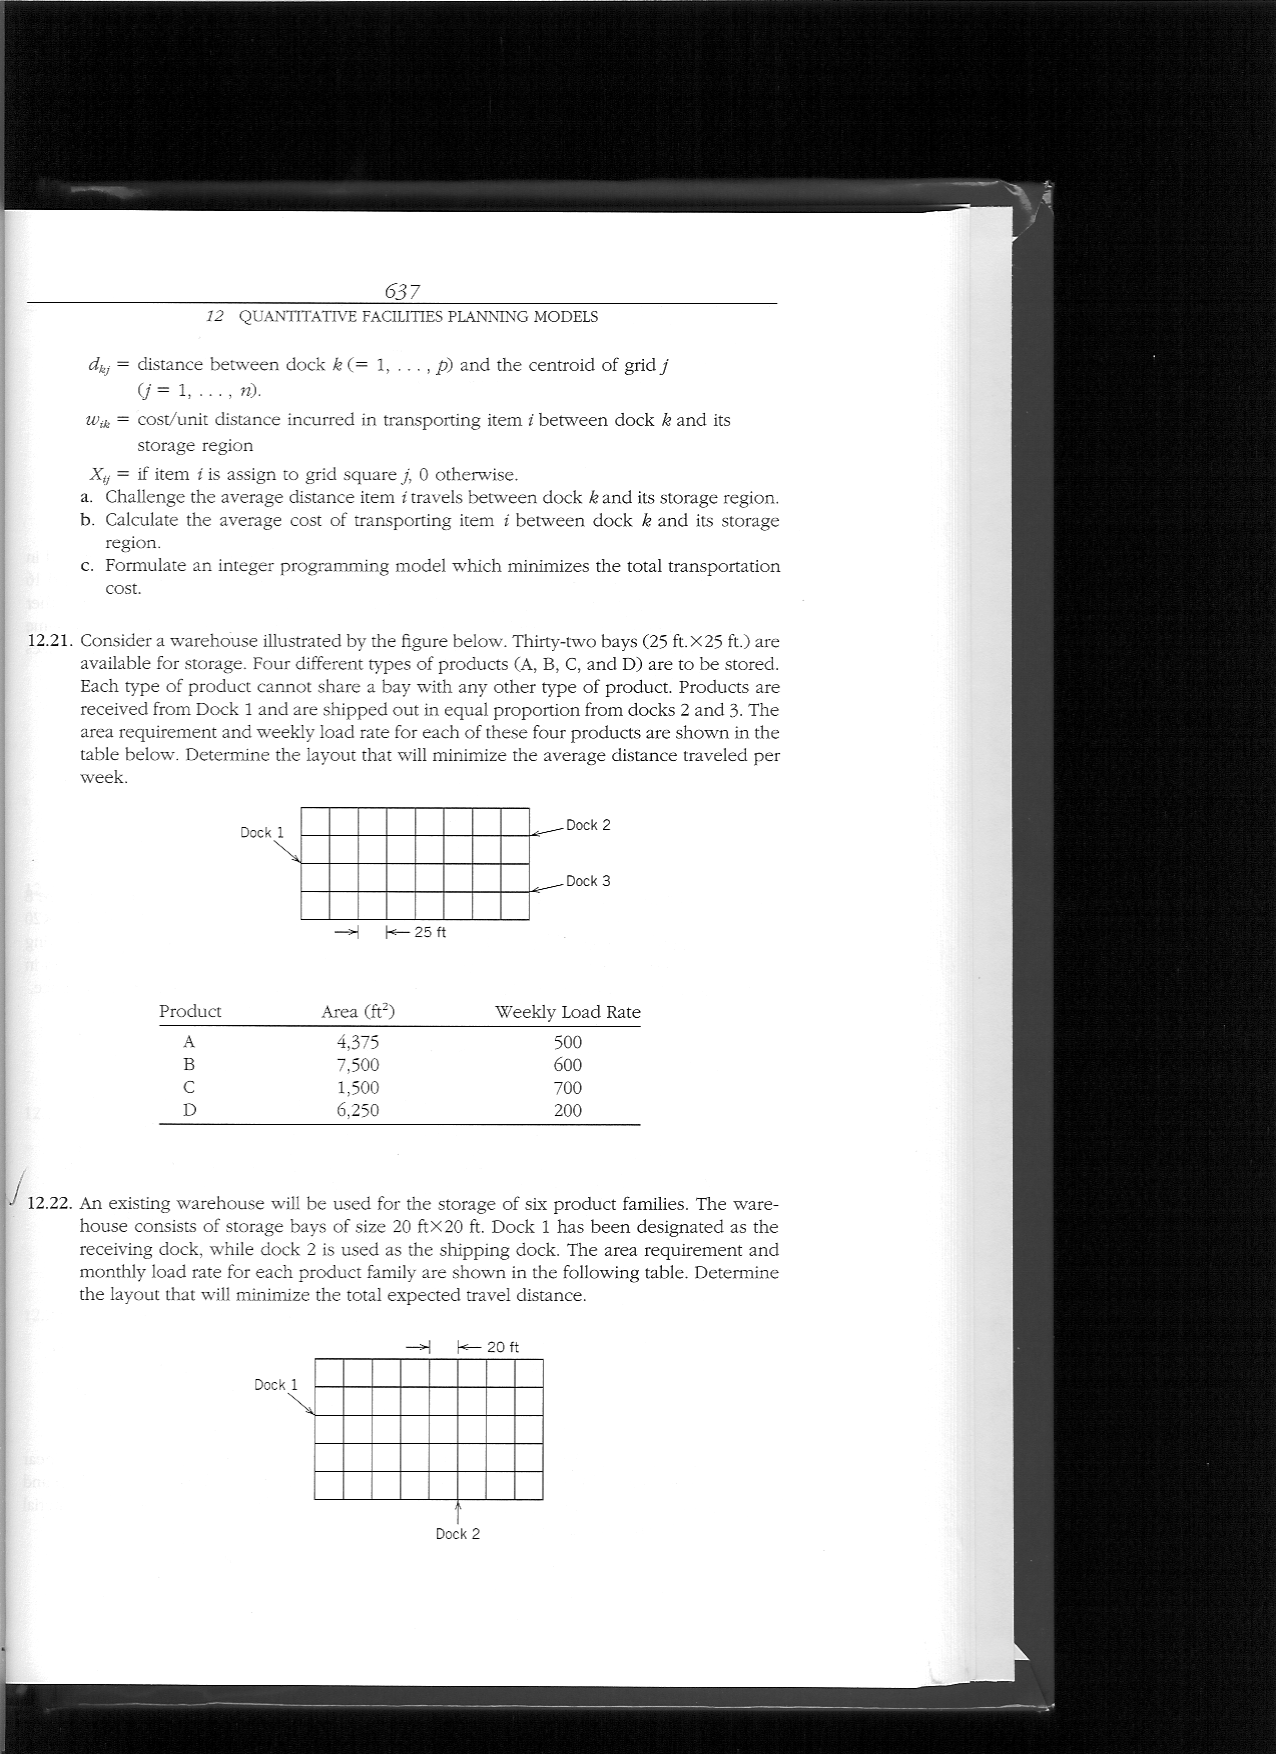 637
12 QUANTITATIVE FACILITIES PLANNING MODELS
d_kj = distance between dock k (= 1, . . . , p) and the centroid of grid j
(j = 1, . . . , n).
w_ik = cost/unit distance incurred in transporting item i between dock k and its
storage region
X_ij = if item i is assign to grid square j, 0 otherwise.
a. Challenge the average distance item i travels between dock k and its storage region.
b. Calculate the average cost of transporting item i between dock k and its storage
region.
c. Formulate an integer programming model which minimizes the total transportation
cost.
12.21. Consider a warehouse illustrated by the figure below. Thirty-two bays (25 ft.×25 ft.) are
available for storage. Four different types of products (A, B, C, and D) are to be stored.
Each type of product cannot share a bay with any other type of product. Products are
received from Dock 1 and are shipped out in equal proportion from docks 2 and 3. The
area requirement and weekly load rate for each of these four products are shown in the
table below. Determine the layout that will minimize the average distance traveled per
week.
Dock 1
Dock 2
Dock 3
25 ft
Product Area (ft²) Weekly Load Rate
A 4,375 500
B 7,500 600
C 1,500 700
D 6,250 200
12.22. An existing warehouse will be used for the storage of six product families. The ware-
house consists of storage bays of size 20 ft×20 ft. Dock 1 has been designated as the
receiving dock, while dock 2 is used as the shipping dock. The area requirement and
monthly load rate for each product family are shown in the following table. Determine
the layout that will minimize the total expected travel distance.
20 ft
Dock 1
Dock 2